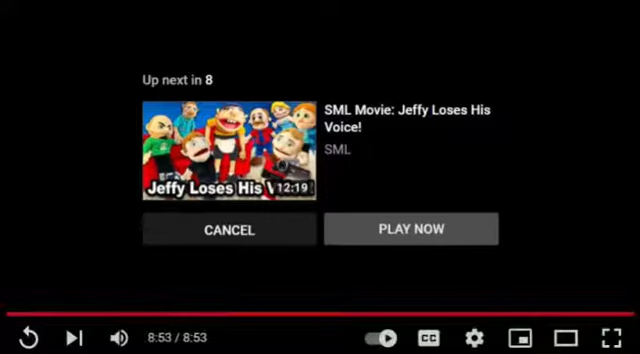 Up next in 8
SML Movie: Jeffy Loses His
Voice!
SML
Jeffy Loses His V
12:19
CANCEL
PLAY NOW
8:53 / 8:53
CC